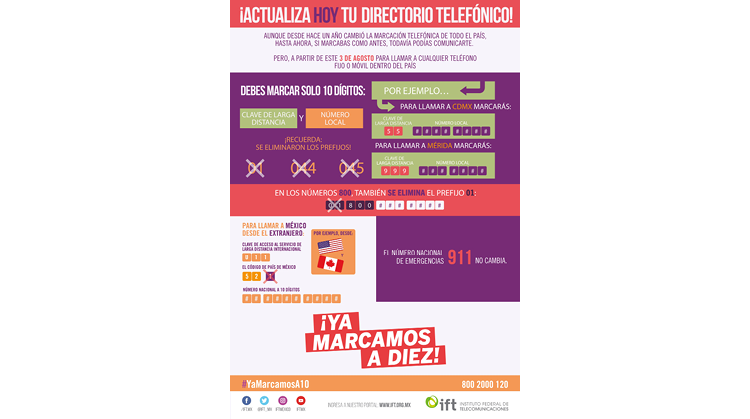 ¡ACTUALIZA HOY TU DIRECTORIO TELEFÓNICO!
AUNQUE DESDE HACE UN AÑO CAMBIÓ LA MARCACIÓN TELEFÓNICA DE TODO EL PAÍS,
HASTA AHORA, SI MARCABAS COMO ANTES, TODAVÍA PODÍAS COMUNICARTE.
PERO, A PARTIR DE ESTE 3 DE AGOSTO PARA LLAMAR A CUALQUIER TELÉFONO
FIJO O MÓVIL DENTRO DEL PAÍS
DEBES MARCAR SOLO 10 DÍGITOS:
CLAVE DE LARGA
DISTANCIA
Y
NÚMERO
LOCAL
¡RECUERDA:
SE ELIMINARON LOS PREFIJOS!
01 044 045
POR EJEMPLO...
PARA LLAMAR A CDMX MARCARÁS:
CLAVE DE
LARGA DISTANCIA
NÚMERO LOCAL
5 5 # # # # # # # #
PARA LLAMAR A MÉRIDA MARCARÁS:
CLAVE DE
LARGA DISTANCIA
NÚMERO LOCAL
9 9 9 # # # # # # #
EN LOS NÚMEROS 800, TAMBIÉN SE ELIMINA EL PREFIJO 01:
0 1 8 0 0 # # # # # # #
PARA LLAMAR A MÉXICO
DESDE EL EXTRANJERO:
CLAVE DE ACCESO AL SERVICIO DE
LARGA DISTANCIA INTERNACIONAL
0 1 1
EL CÓDIGO DE PAÍS DE MÉXICO
5 2 1
NÚMERO NACIONAL A 10 DÍGITOS
# # # # # # # # # #
POR EJEMPLO, DESDE:
Y
EL NÚMERO NACIONAL
DE EMERGENCIAS 911 NO CAMBIA.
¡YA
MARCAMOS
A DIEZ!
#YaMarcamosA10
800 2000 120
INGRESA A NUESTRO PORTAL: WWW.IFT.ORG.MX
ift INSTITUTO FEDERAL DE
TELECOMUNICACIONES